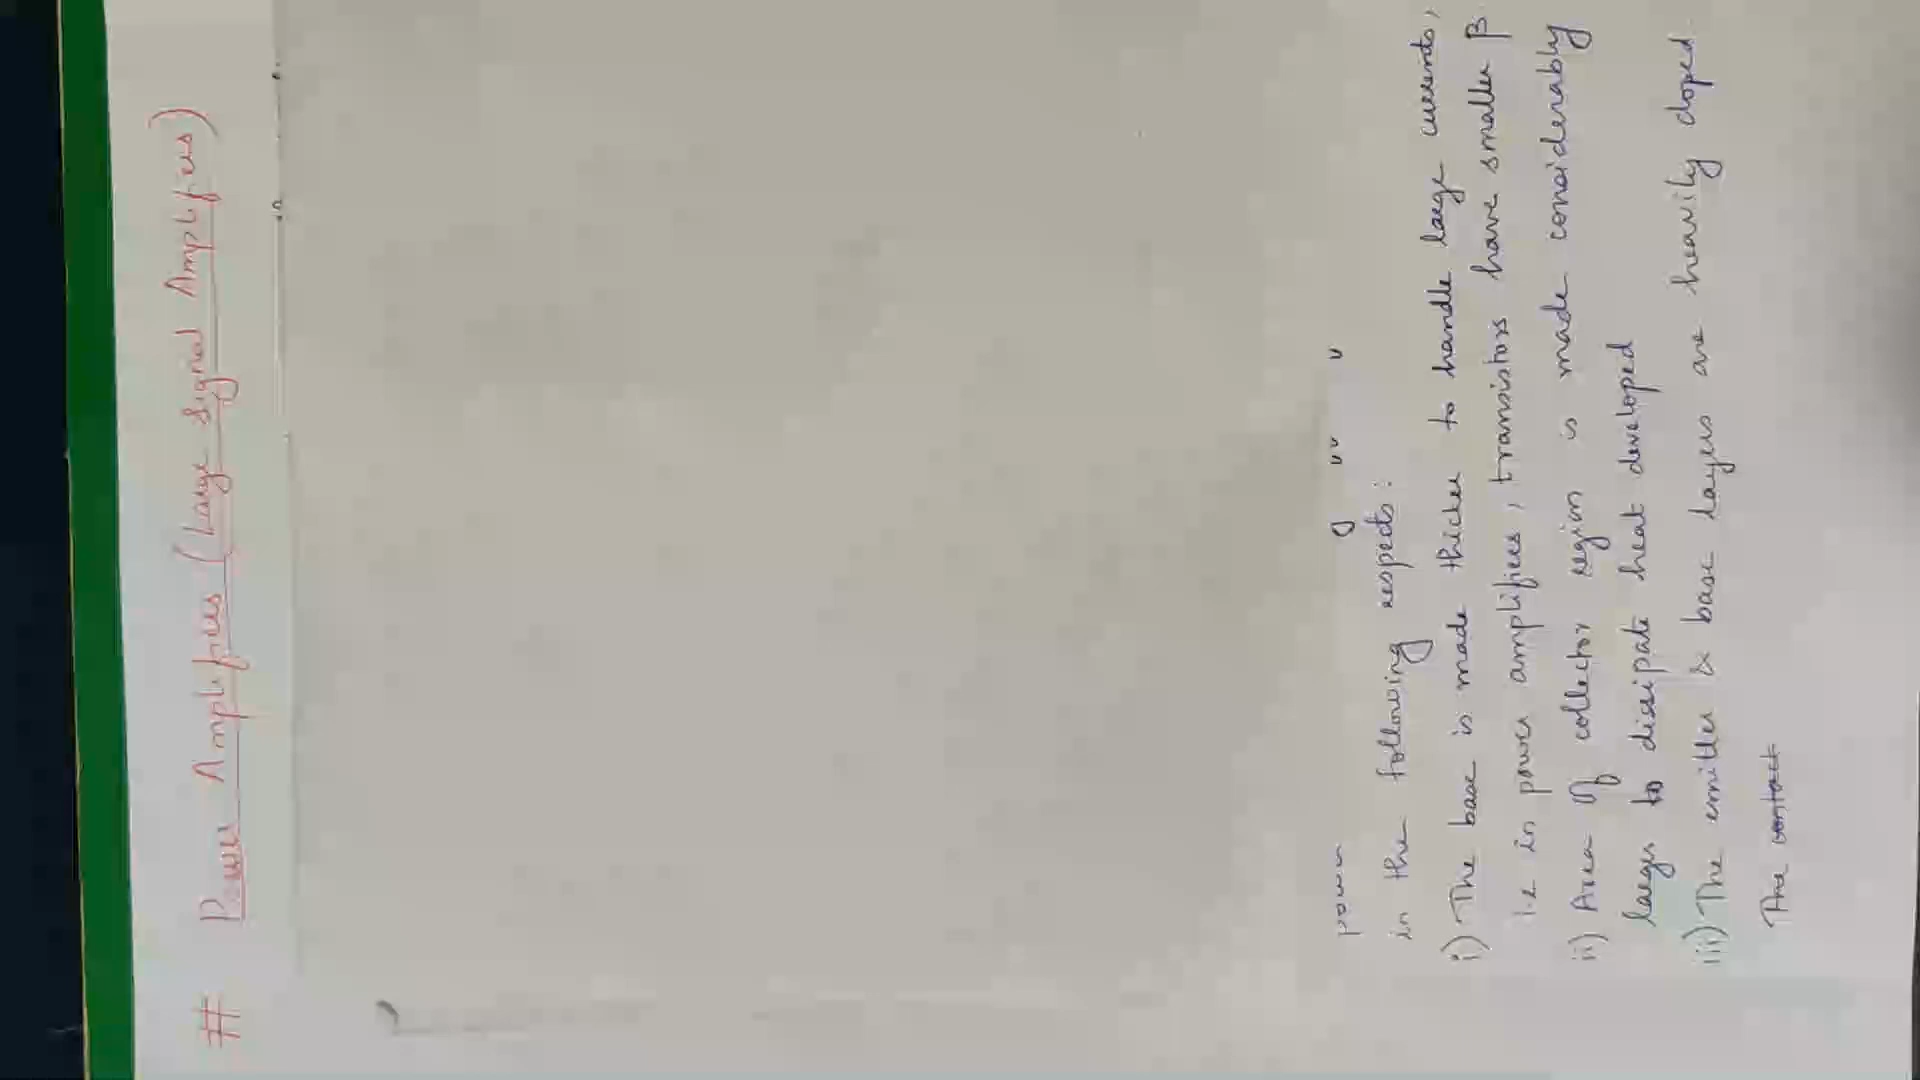 # Power Amplifiers (Large Signal Amplifiers)
power
in the following respects:
i) The base is made thicker to handle large currents,
i.e in power amplifiers, transistors have smaller β.
ii) Area of collector region is made considerably
larger to dissipate heat developed
iii) The emitter & base layers are heavily doped.
The contact